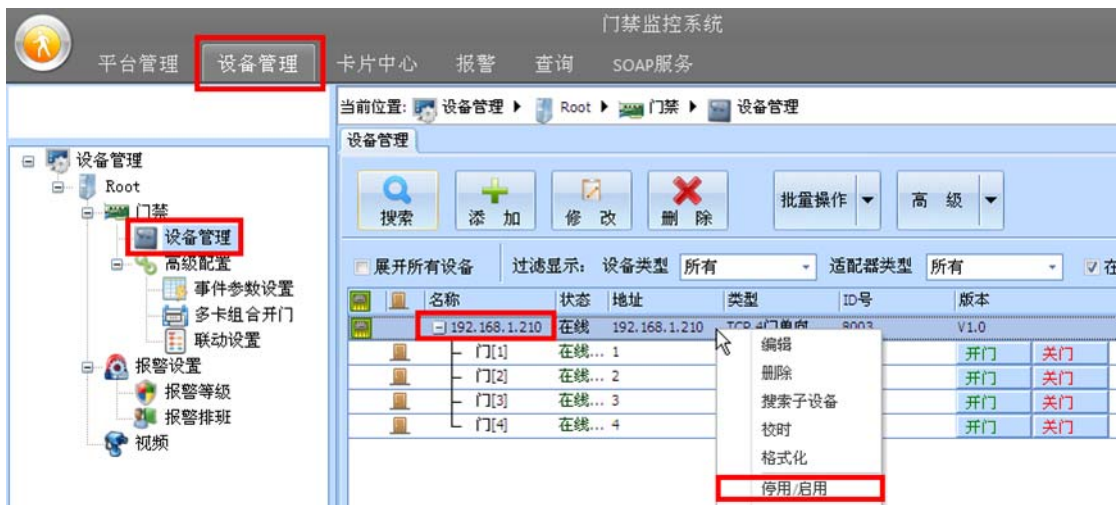 门禁监控系统
平台管理 设备管理 卡片中心 报警 查询 SOAP服务
当前位置: 设备管理 Root 门禁 设备管理
设备管理
设备管理
Root
门禁
设备管理
高级配置
事件参数设置
多卡组合开门
联动设置
报警设置
报警等级
报警排班
视频
搜索 添加 修改 删除 批量操作 高级
展开所有设备 过滤显示: 设备类型 所有 适配器类型 所有 在
名称 状态 地址 类型 ID号 版本
192.168.1.210 在线 192.168.1.210 TCP 4门单向 8003 V1.0
门[1] 在线... 1 开门 关门
门[2] 在线... 2 开门 关门
门[3] 在线... 3 开门 关门
门[4] 在线... 4 开门 关门
编辑
删除
搜索子设备
校时
格式化
停用/启用